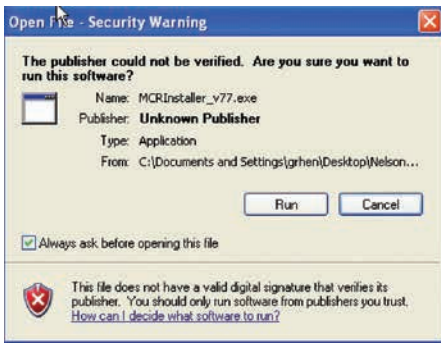 Open File - Security Warning
The publisher could not be verified. Are you sure you want to
run this software?
Name: MCRInstaller_v77.exe
Publisher: Unknown Publisher
Type: Application
From: C:\Documents and Settings\grhen\Desktop\Nelson...
Run Cancel
Always ask before opening this file
This file does not have a valid digital signature that verifies its
publisher. You should only run software from publishers you trust.
How can I decide what software to run?